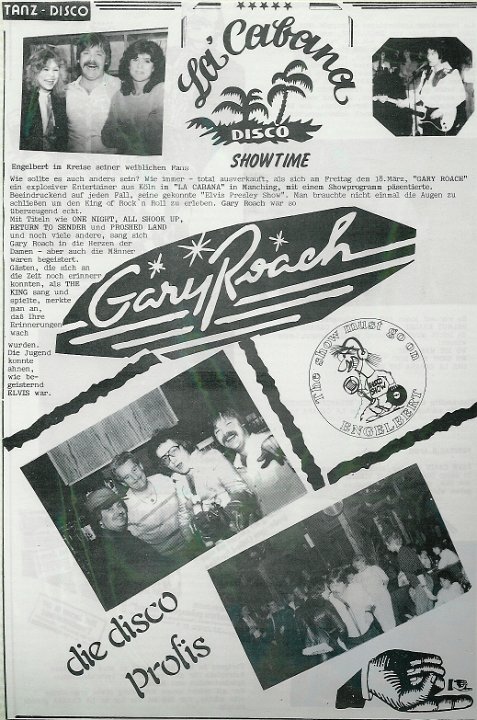 TANZ - DISCO
La' Cabana
DISCO
SHOWTIME
Engelbert im Kreise seiner weiblichen Fans
Wie sollte es auch anders sein? Wie immer - total ausverkauft, als sich am Freitag dem 18.März, "GARY ROACH"
ein explosiver Entertainer aus Köln im "LA CABANA" in Manching, mit einem Showprogramm päsentierte.
Beeindruckend auf jeden Fall, seine gekonnte "Elvis Presley Show". Man brauchte nicht einmal die Augen zu
schließen um den King of Rock'n Roll zu erleben. Gary Roach war so
überzeugend echt.
Mit Titeln wie ONE NIGHT, ALL SHOOK UP,
RETURN TO SENDER und PROSHED LAND
und noch viele andere, sang sich
Gary Roach in die Herzen der
Damen - aber auch die Männer
waren begeistert.
Gästen, die sich an
die Zeit noch erinnern
konnten, als THE
KING sang und
spielte, merkte
man an,
daß Ihre
Erinnerungen
wach
wurden.
Die Jugend
konnte
ahnen,
wie be-
geisternd
ELVIS war.
Gary Roach
The show must go on
ENGELBERT
die disco
Profis